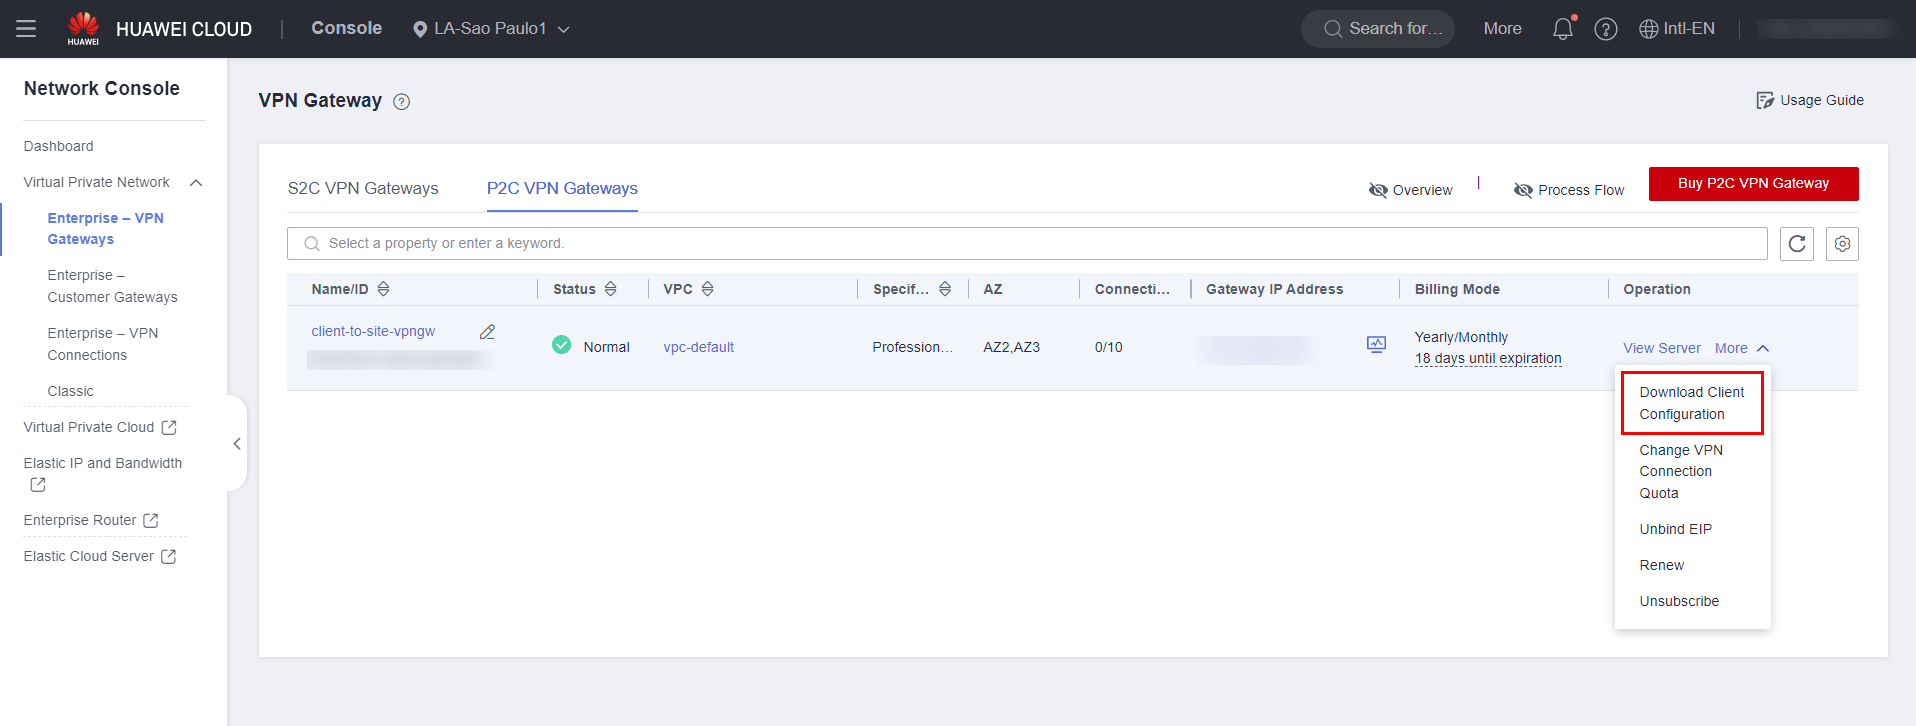 HUAWEI
HUAWEI CLOUD
Console
LA-Sao Paulo1
Search for…
More
Intl-EN
Network Console
Dashboard
Virtual Private Network
Enterprise – VPN
Gateways
Enterprise –
Customer Gateways
Enterprise – VPN
Connections
Classic
Virtual Private Cloud
Elastic IP and Bandwidth
Enterprise Router
Elastic Cloud Server
VPN Gateway
Usage Guide
S2C VPN Gateways
P2C VPN Gateways
Overview
Process Flow
Buy P2C VPN Gateway
Select a property or enter a keyword.
Name/ID
Status
VPC
Specif…
AZ
Connecti…
Gateway IP Address
Billing Mode
Operation
client-to-site-vpngw
Normal
vpc-default
Profession…
AZ2,AZ3
0/10
Yearly/Monthly
18 days until expiration
View Server
More
Download Client
Configuration
Change VPN
Connection
Quota
Unbind EIP
Renew
Unsubscribe